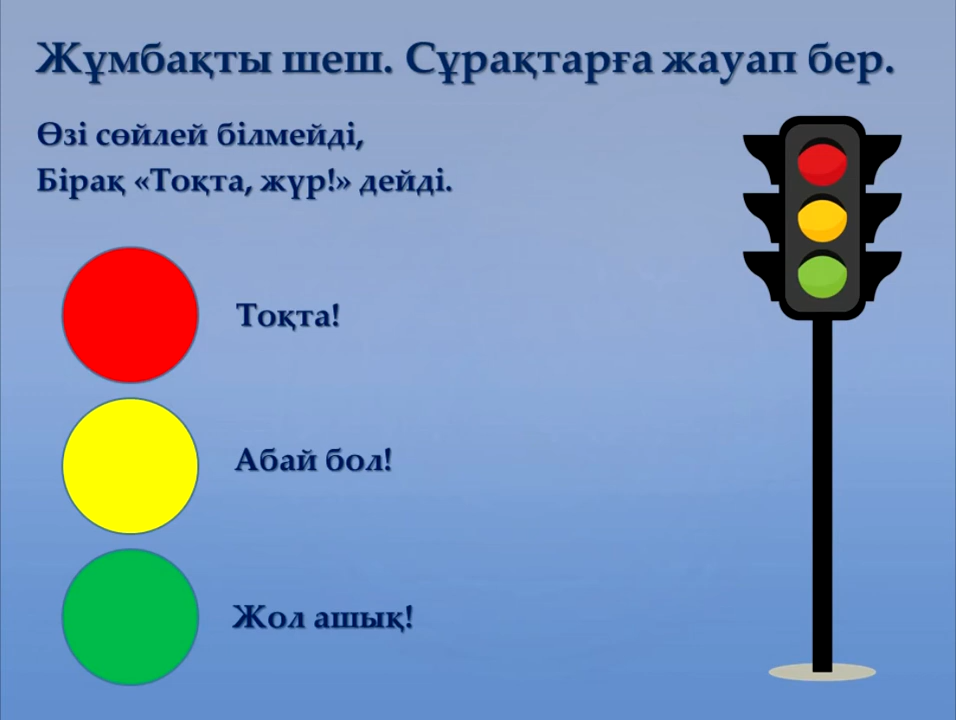 Жұмбақты шеш. Сұрақтарға жауап бер.
Өзі сөйлей білмейді,
Бірақ «Тоқта, жүр!» дейді.
Тоқта!
Абай бол!
Жол ашық!